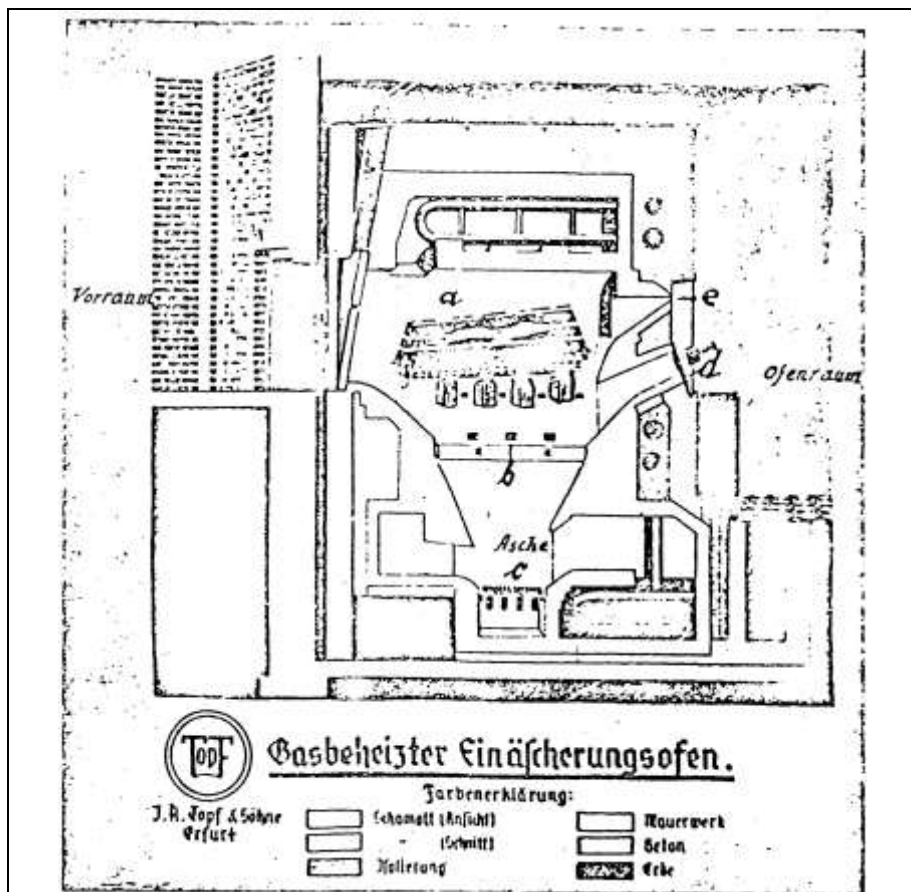 a
Vorraum
e
d
Ofenraum
b
Asche
c
TOPF
Gasbeheizter Einäscherungsofen.
J.A. Topf & Söhne
Erfurt
Farbenerklärung:
Schamott (Ansicht)
" (Schnitt)
Isolierung
Mauerwerk
Beton
Erde